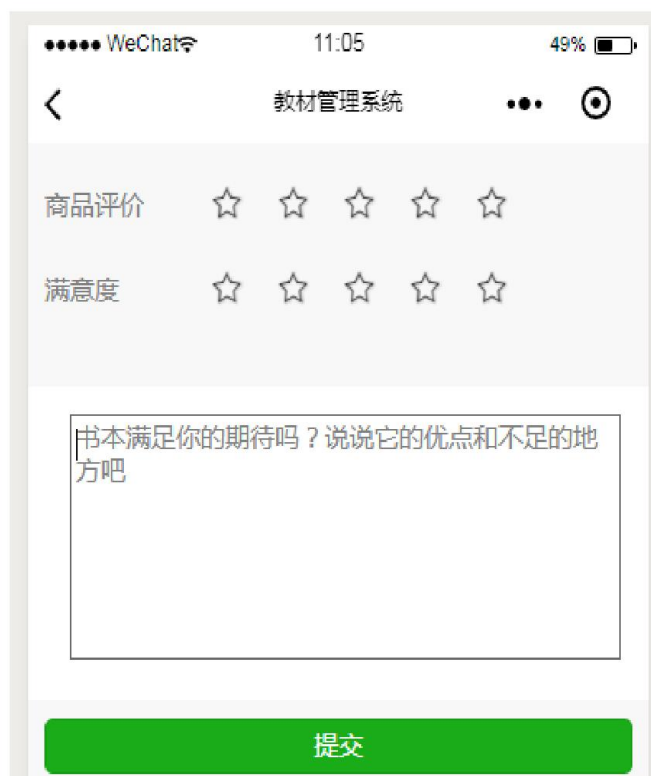 WeChat 11:05 49%
教材管理系统
商品评价
满意度
书本满足你的期待吗？说说它的优点和不足的地
方吧
提交